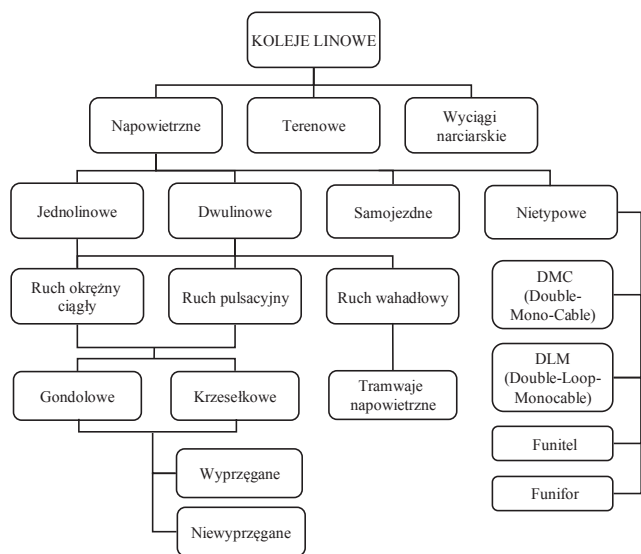 KOLEJE LINOWE
Napowietrzne
Terenowe
Wyciągi
narciarskie
Jednolinowe
Dwulinowe
Samojezdne
Nietypowe
Ruch okrężny
ciągły
Ruch pulsacyjny
Ruch wahadłowy
DMC
(Double-
Mono-Cable)
Gondolowe
Krzesełkowe
Tramwaje
napowietrzne
DLM
(Double-Loop-
Monocable)
Wyprzęgane
Funitel
Niewyprzęgane
Funifor